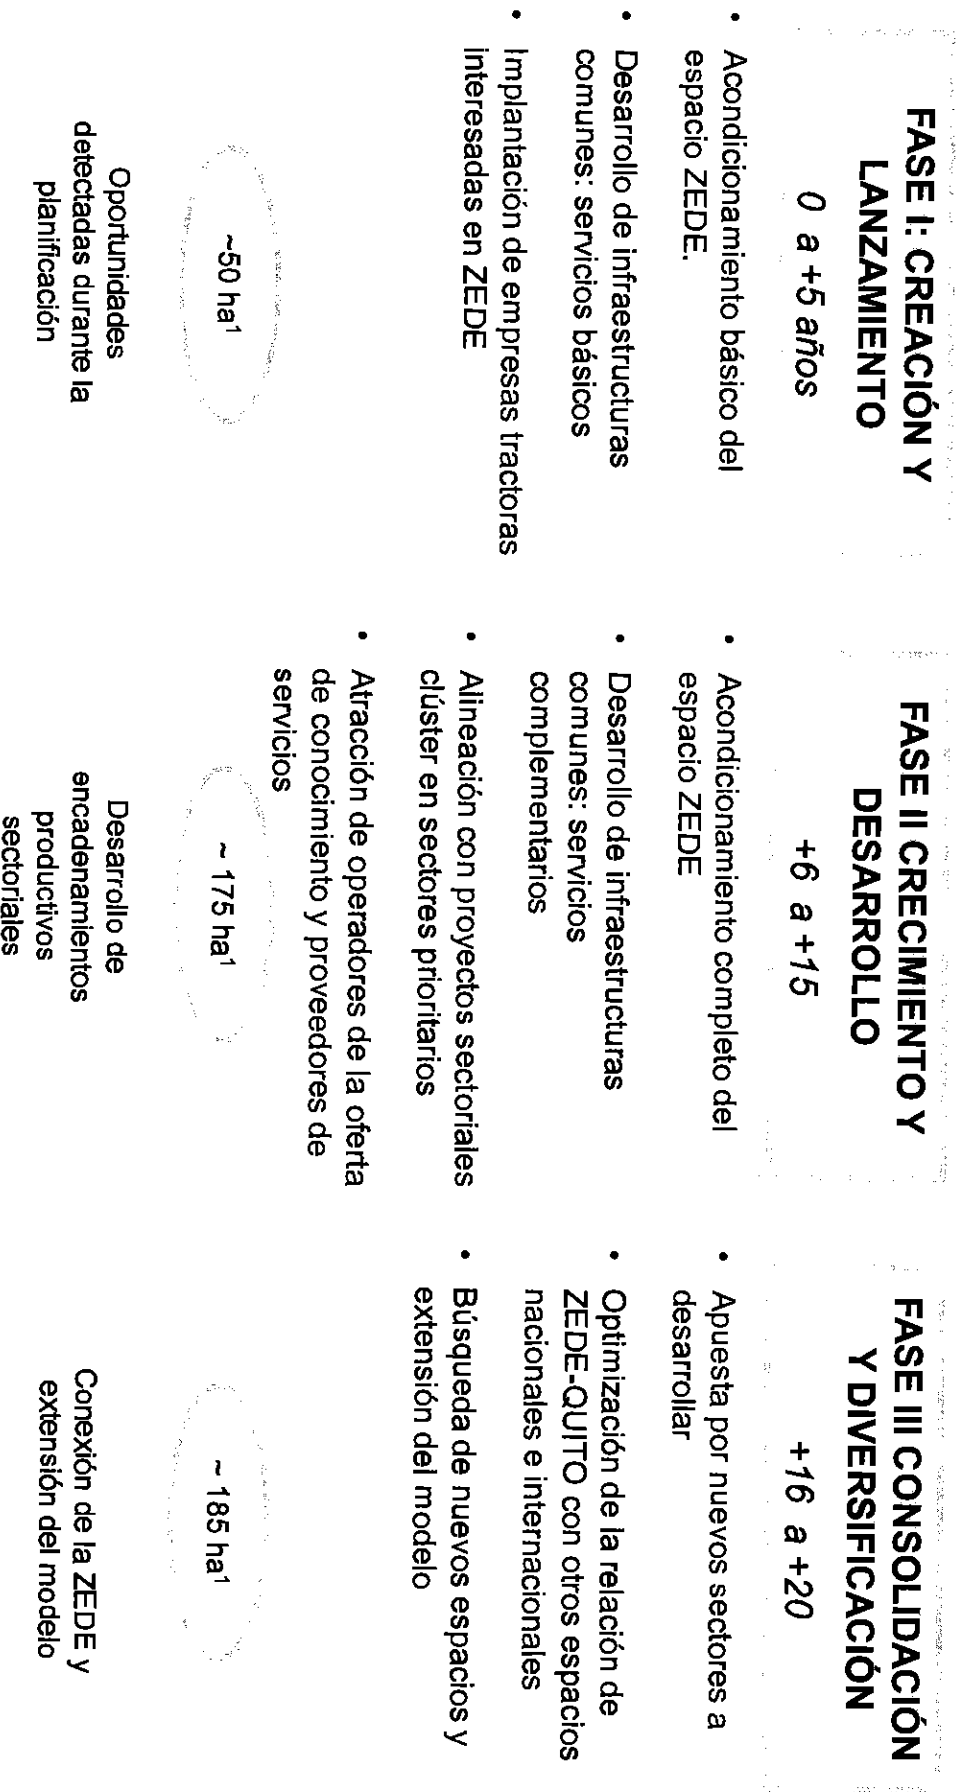 FASE I: CREACIÓN Y
LANZAMIENTO
0 a +5 años
• Acondicionamiento básico del
espacio ZEDE.
• Desarrollo de infraestructuras
comunes: servicios básicos
• Implantación de empresas tractoras
interesadas en ZEDE
~50 ha¹
Oportunidades
detectadas durante la
planificación
FASE II CRECIMIENTO Y
DESARROLLO
+6 a +15
• Acondicionamiento completo del
espacio ZEDE
• Desarrollo de infraestructuras
comunes: servicios
complementarios
• Alineación con proyectos sectoriales
clúster en sectores prioritarios
• Atracción de operadores de la oferta
de conocimiento y proveedores de
servicios
~ 175 ha¹
Desarrollo de
encadenamientos
productivos
sectoriales
FASE III CONSOLIDACIÓN
Y DIVERSIFICACIÓN
+16 a +20
• Apuesta por nuevos sectores a
desarrollar
• Optimización de la relación de
ZEDE-QUITO con otros espacios
nacionales e internacionales
• Búsqueda de nuevos espacios y
extensión del modelo
~ 185 ha¹
Conexión de la ZEDE y
extensión del modelo